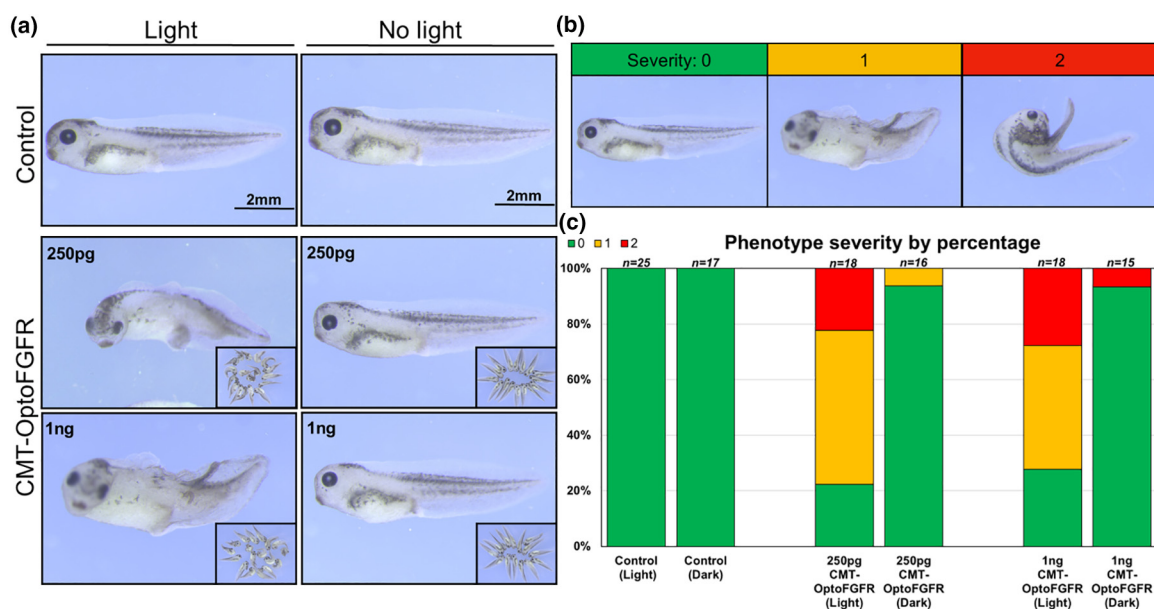 (a)
Light
No light
Control
2mm
2mm
CMT-OptoFGFR
250pg
1ng
(b)
Severity: 0
1
2
(c)
0 1 2
Phenotype severity by percentage
n=25
n=17
n=18
n=16
n=18
n=15
100%
80%
60%
40%
20%
0%
Control
(Light)
Control
(Dark)
250pg
CMT-
OptoFGFR
(Light)
250pg
CMT-
OptoFGFR
(Dark)
1ng
CMT-
OptoFGFR
(Light)
1ng
CMT-
OptoFGFR
(Dark)